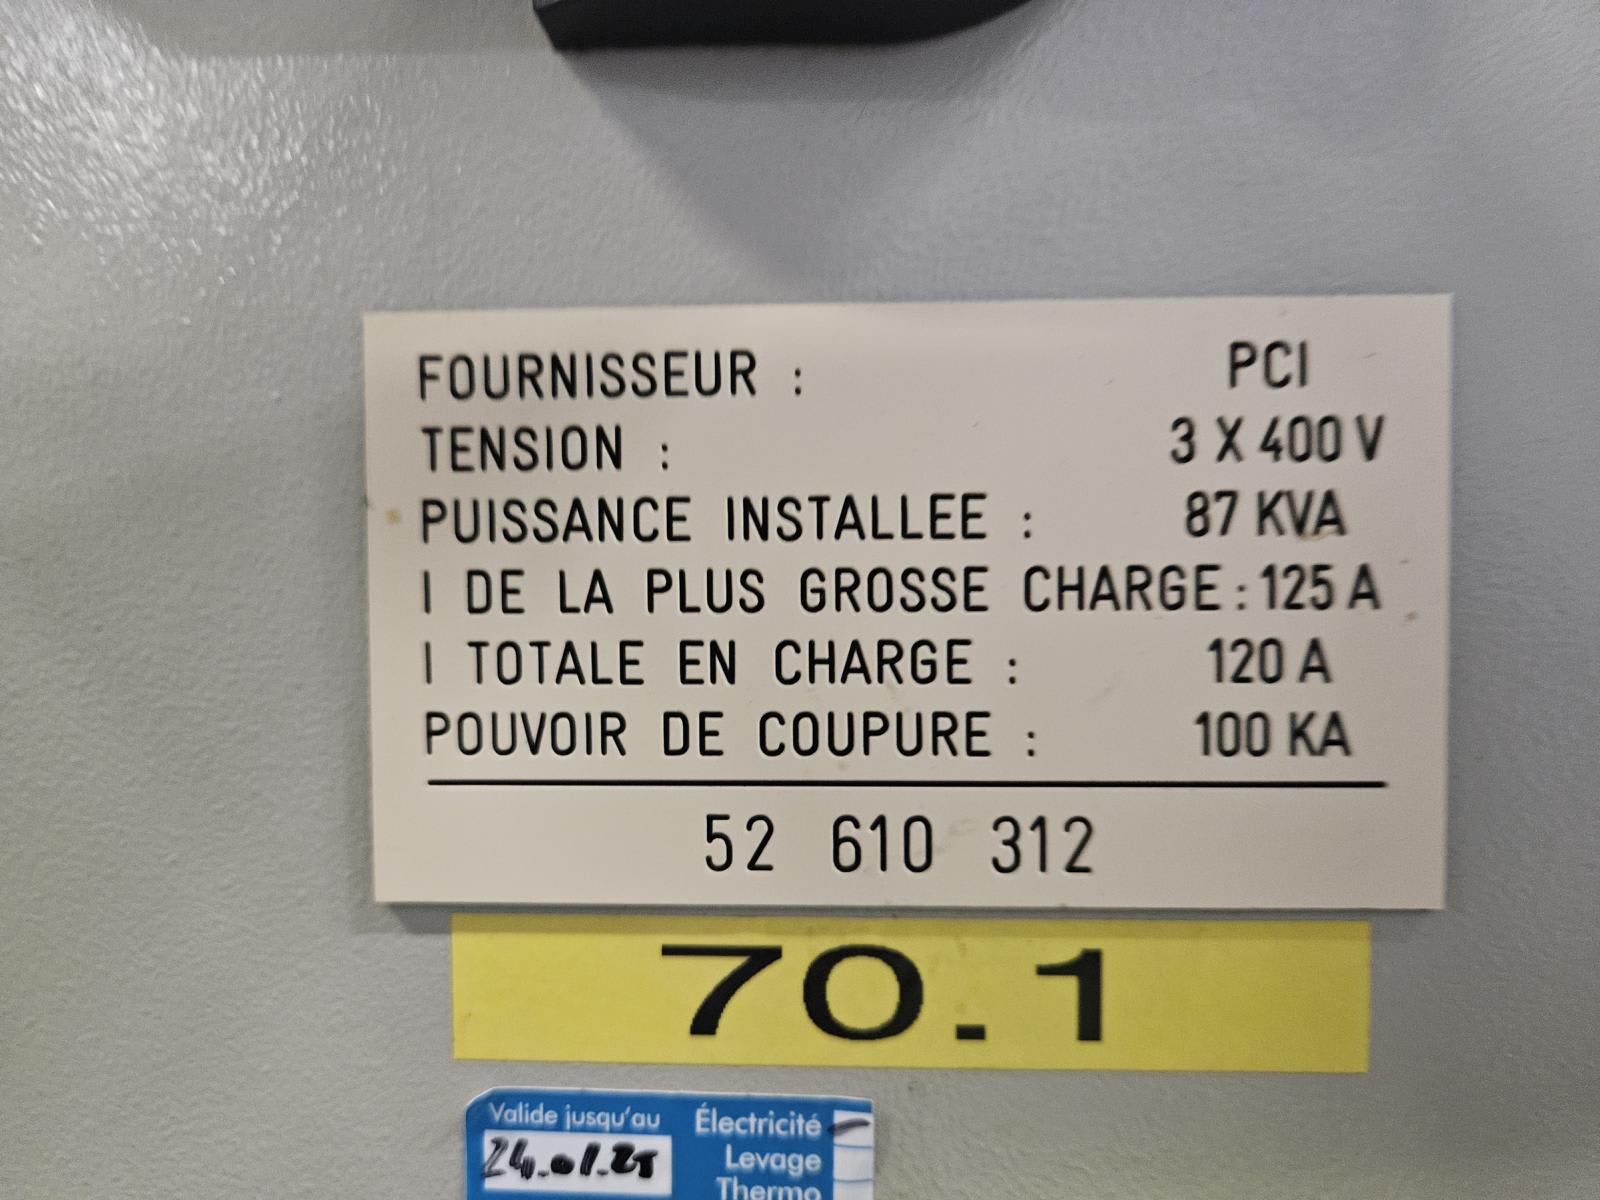 FOURNISSEUR : PCI
TENSION : 3 X 400 V
PUISSANCE INSTALLEE : 87 KVA
I DE LA PLUS GROSSE CHARGE : 125 A
I TOTALE EN CHARGE : 120 A
POUVOIR DE COUPURE : 100 KA
52 610 312
70.1
Valide jusqu'au
24.01.25
Électricité
Levage
Thermo